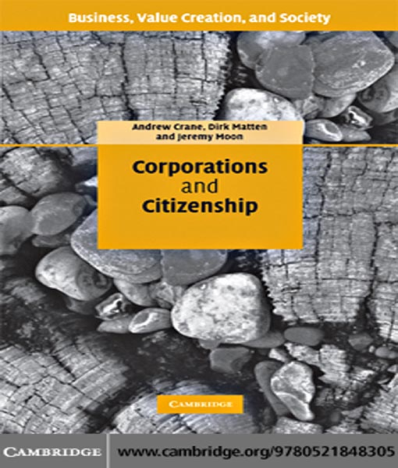 Business, Value Creation, and Society
Andrew Crane, Dirk Matten
and Jeremy Moon
Corporations
and
Citizenship
CAMBRIDGE
CAMBRIDGE
www.cambridge.org/9780521848305